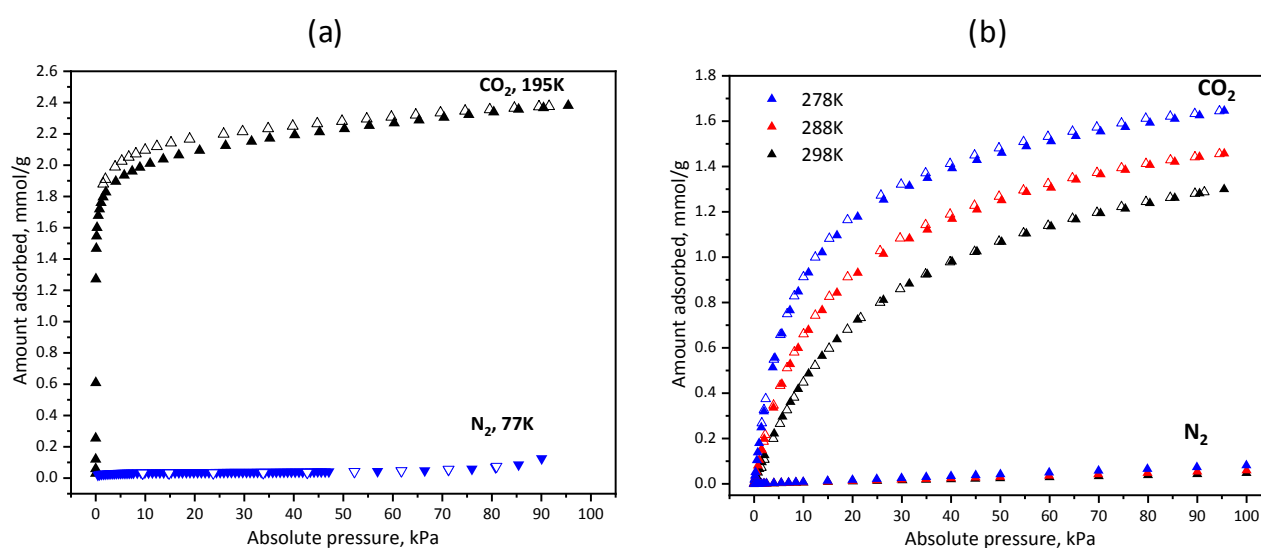 (a)
2.6
2.4
2.2
2.0
1.8
1.6
1.4
1.2
1.0
0.8
0.6
0.4
0.2
0.0
Amount adsorbed, mmol/g
CO₂, 195K
N₂, 77K
0 10 20 30 40 50 60 70 80 90 100
Absolute pressure, kPa
(b)
1.8
1.6
1.4
1.2
1.0
0.8
0.6
0.4
0.2
0.0
Amount adsorbed, mmol/g
278K
288K
298K
CO₂
N₂
0 10 20 30 40 50 60 70 80 90 100
Absolute pressure, kPa